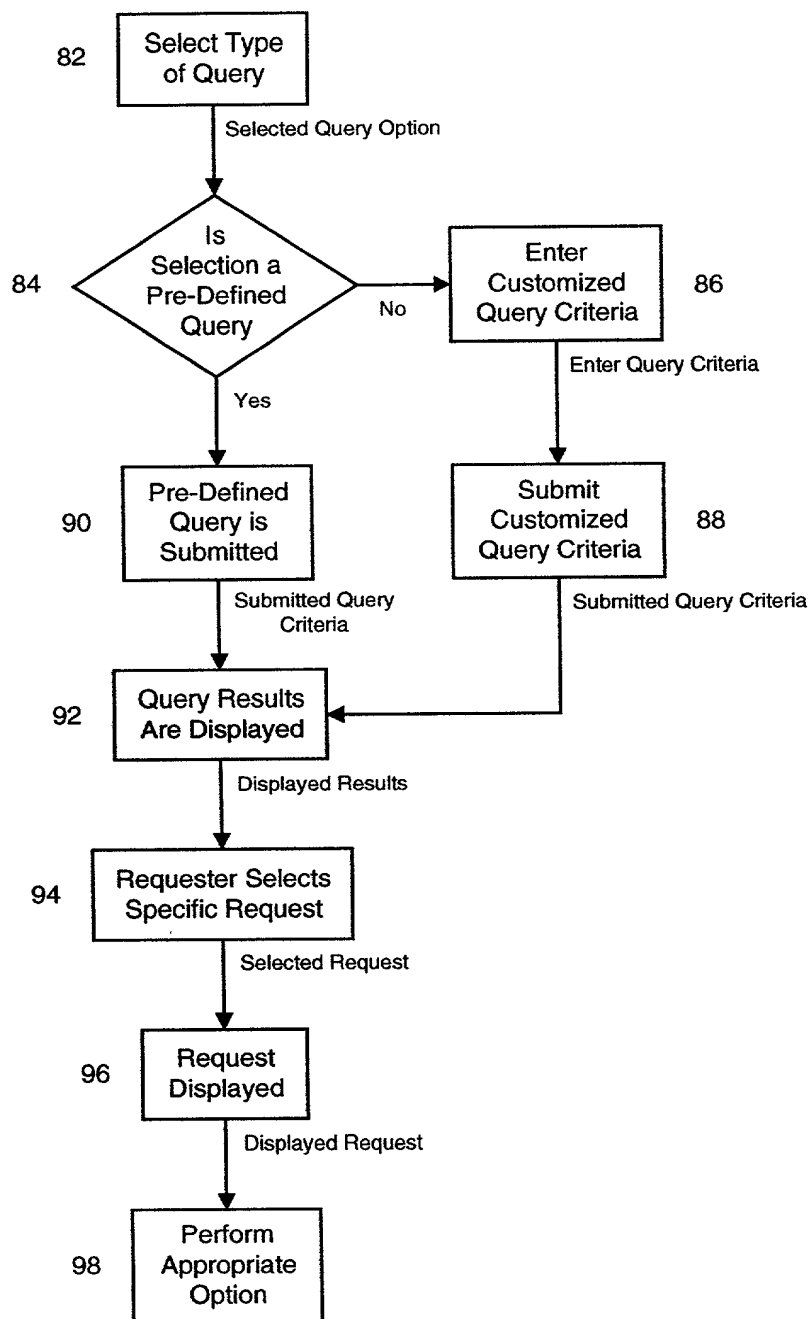 82
Select Type
of Query
Selected Query Option
84
Is
Selection a
Pre-Defined
Query
No
Enter
Customized
Query Criteria
86
Yes
Enter Query Criteria
90
Pre-Defined
Query is
Submitted
Submit
Customized
Query Criteria
88
Submitted Query
Criteria
Submitted Query Criteria
92
Query Results
Are Displayed
Displayed Results
94
Requester Selects
Specific Request
Selected Request
96
Request
Displayed
Displayed Request
98
Perform
Appropriate
Option